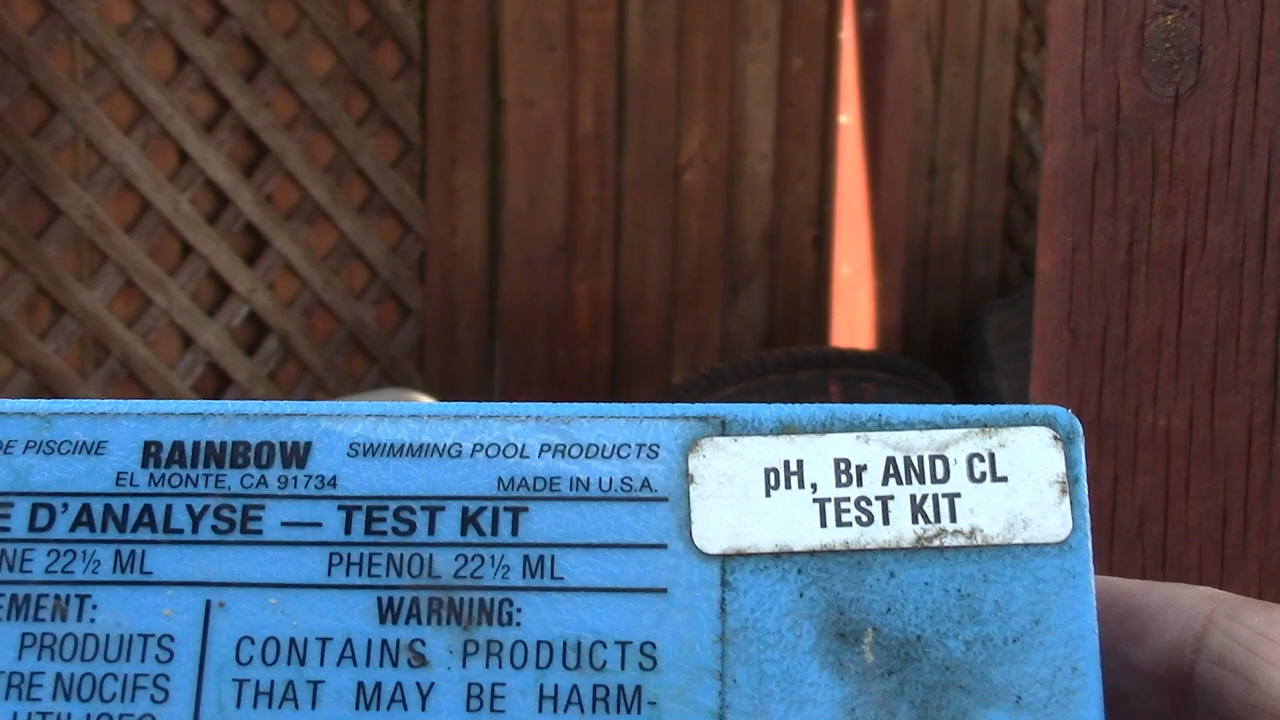 DE PISCINE RAINBOW SWIMMING POOL PRODUCTS
EL MONTE, CA 91734 MADE IN U.S.A.
E D'ANALYSE — TEST KIT
NE 22½ ML PHENOL 22½ ML
EMENT:
PRODUITS
TRE NOCIFS
WARNING:
CONTAINS PRODUCTS
THAT MAY BE HARM-
pH, Br AND CL
TEST KIT